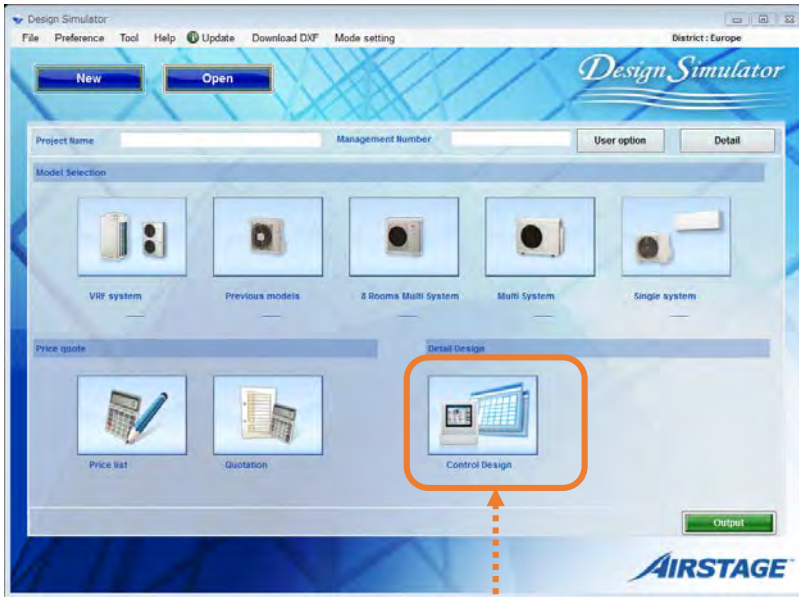 Design Simulator
File Preference Tool Help Update Download DXF Mode setting District : Europe
New Open Design Simulator
Project Name Management Number User option Detail
Model Selection
VRF system Previous models 8 Rooms Multi System Multi System Single system
Price quote Detail Design
Price list Quotation Control Design
Output
AIRSTAGE